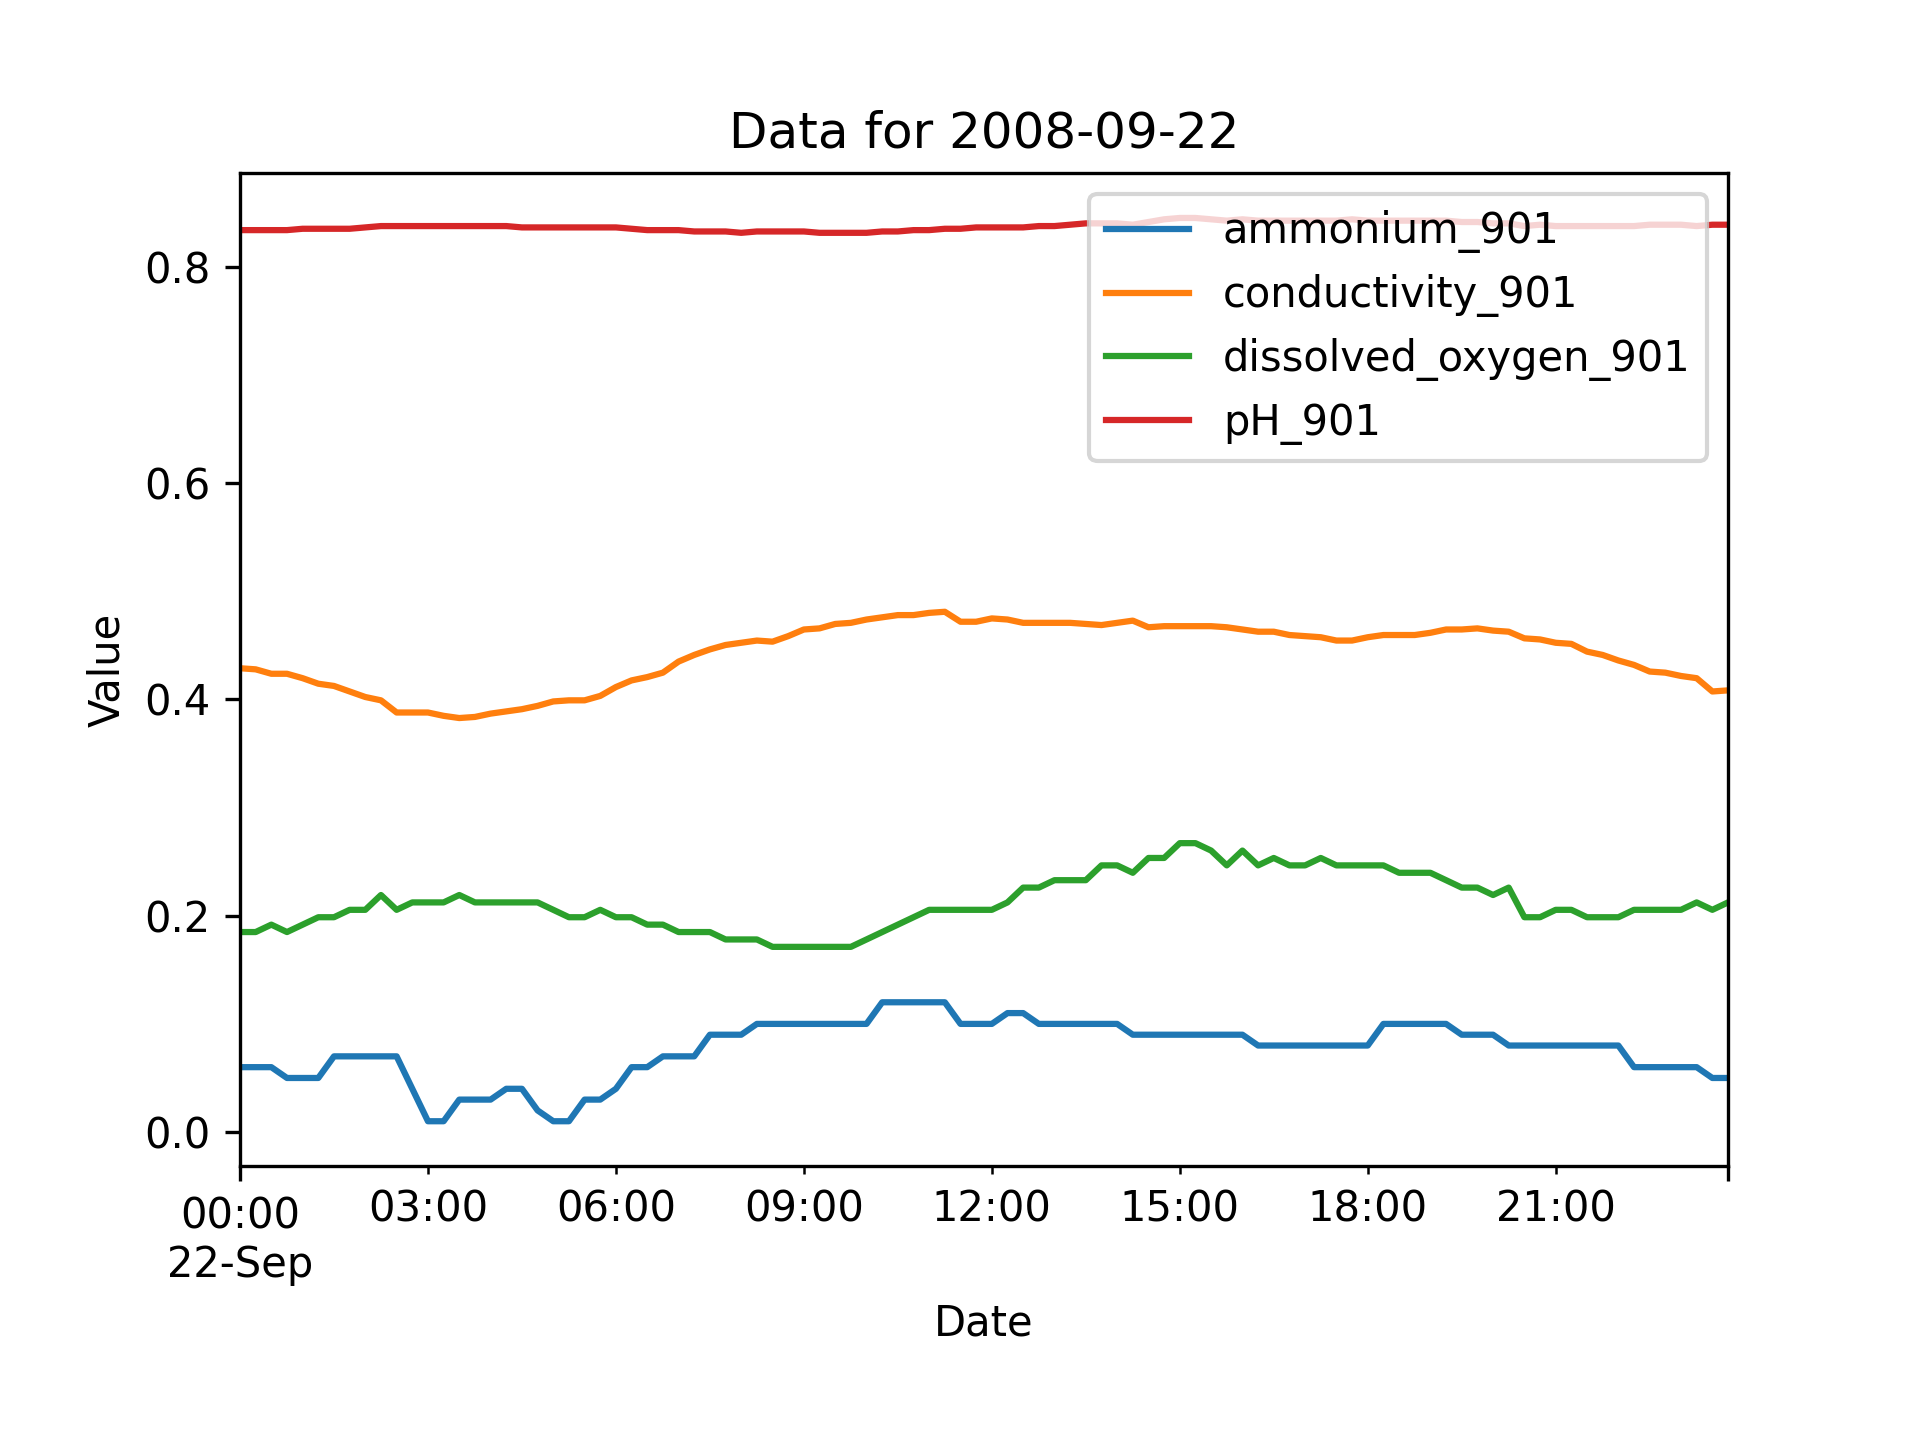 Data for 2008-09-22
ammonium_901
conductivity_901
dissolved_oxygen_901
pH_901
Value
0.8
0.6
0.4
0.2
0.0
00:00 03:00 06:00 09:00 12:00 15:00 18:00 21:00
22-Sep
Date